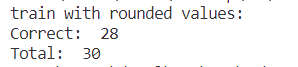 train with rounded values:
Correct:  28
Total:  30